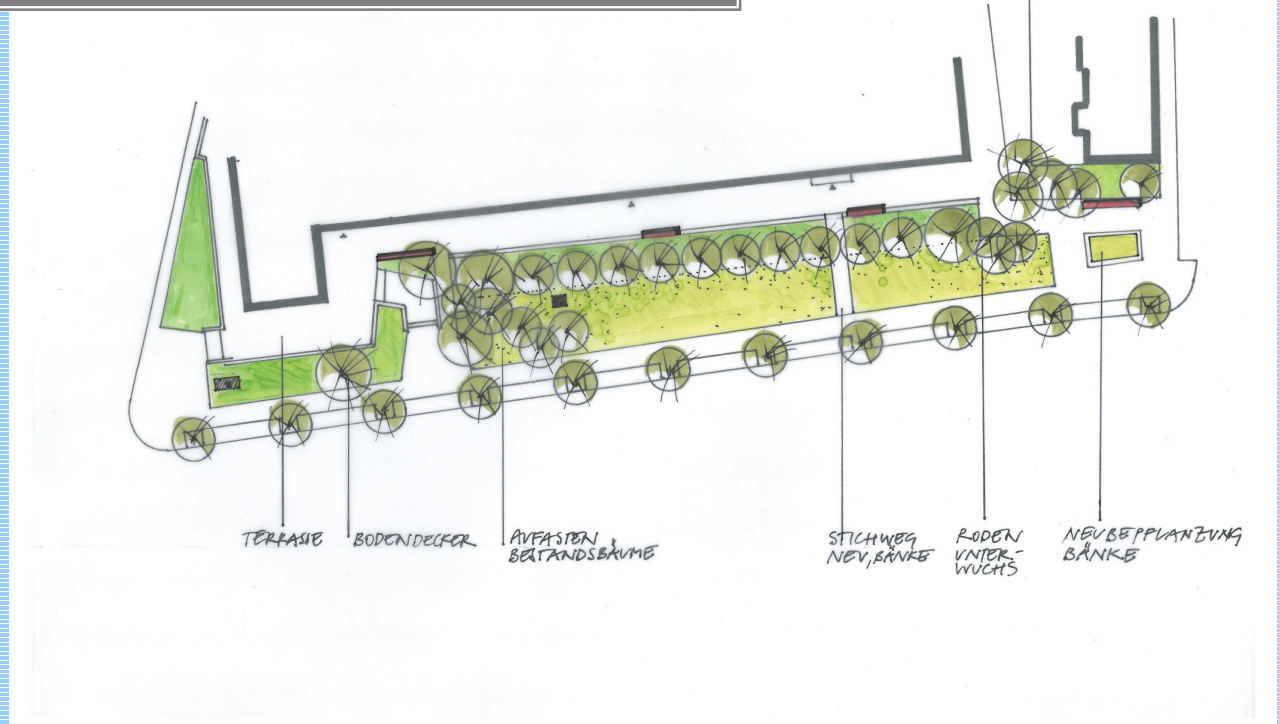 TERRASSE
BODENDECKER
AUFASTEN
BESTANDSBÄUME
STICHWEG
NEU, BÄNKE
RODEN
UNTER-
WUCHS
NEUBEPFLANZUNG
BÄNKE